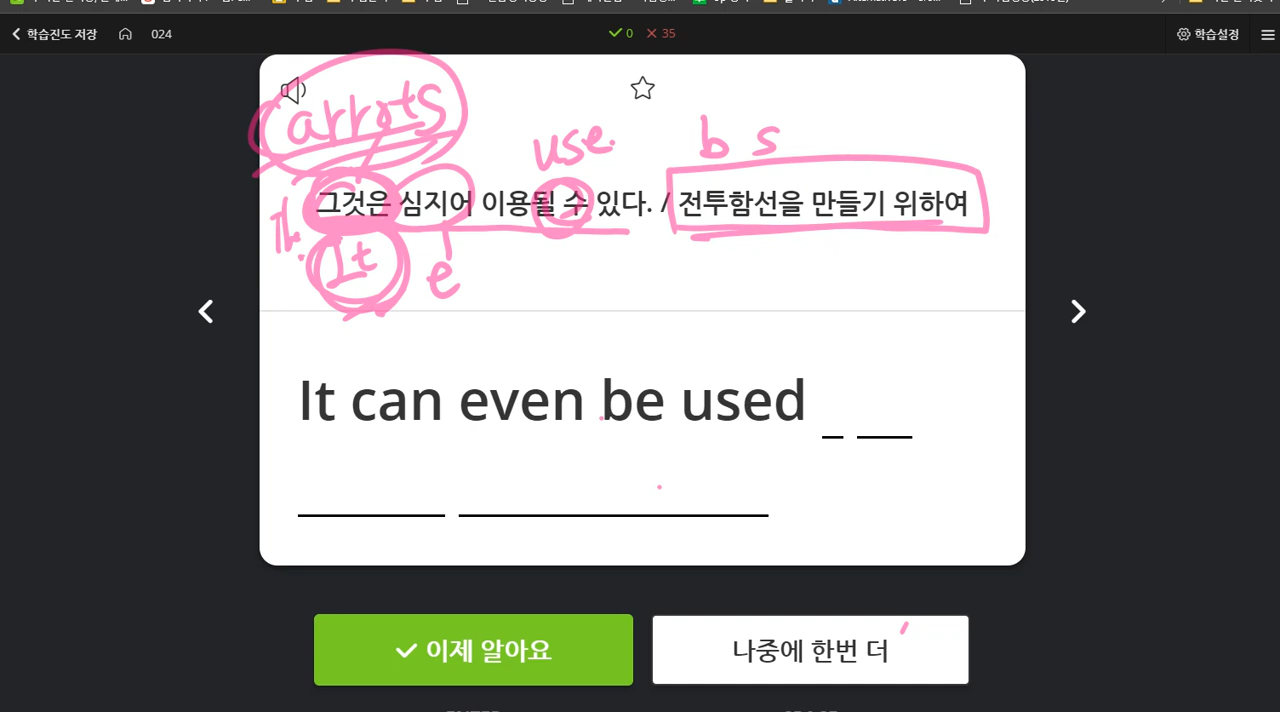 학습진도 저장
024
0
35
학습설정
arrots
use.
b s
그것은 심지어 이용될 수 있다. / 전투함선을 만들기 위하여
Th.
It
e
It can even be used
이제 알아요
나중에 한번 더